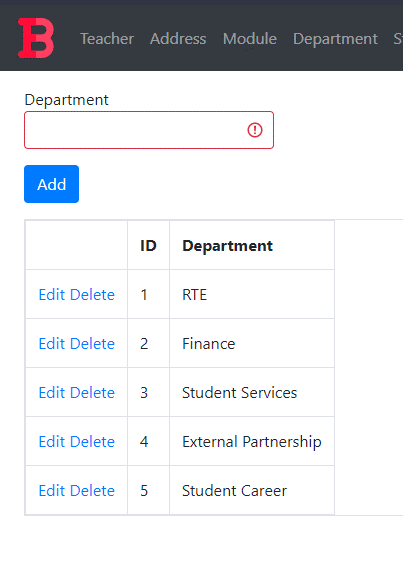 B Teacher Address Module Department
Department
Add
ID Department
Edit Delete 1 RTE
Edit Delete 2 Finance
Edit Delete 3 Student Services
Edit Delete 4 External Partnership
Edit Delete 5 Student Career